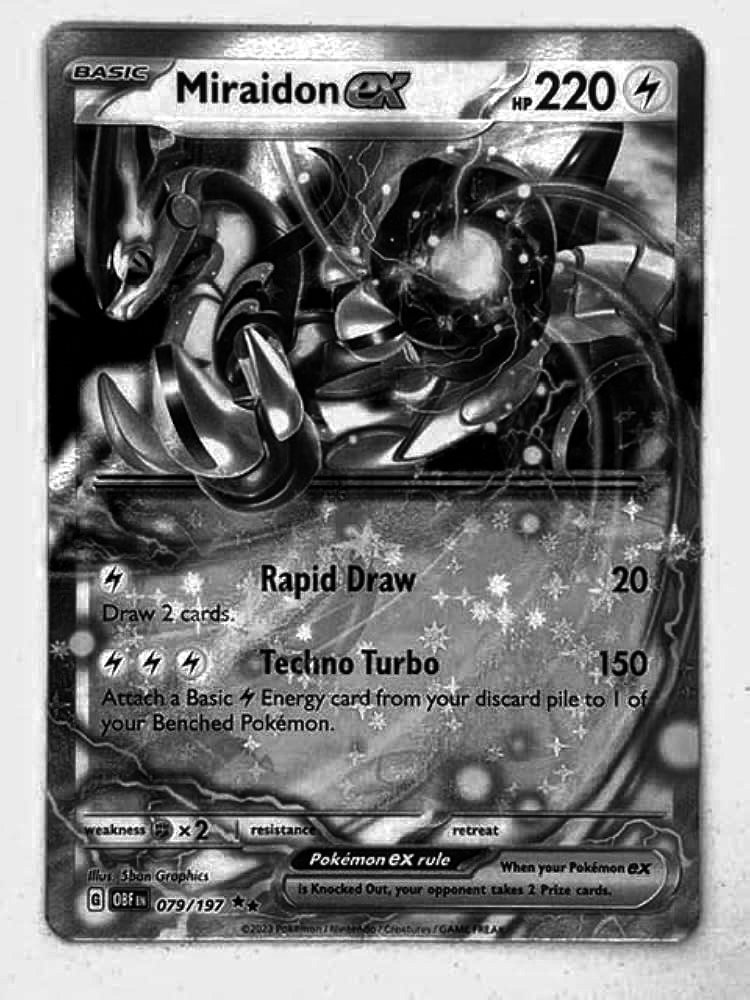 BASIC Miraidon ex HP 220
Rapid Draw 20
Draw 2 cards.
Techno Turbo 150
Attach a Basic Energy card from your discard pile to 1 of
your Benched Pokémon.
weakness ×2 resistance retreat
Pokémon ex rule When your Pokémon ex
is Knocked Out, your opponent takes 2 Prize cards.
Illus. 5ban Graphics
G OBF EN 079/197
©2023 Pokémon / Nintendo / Creatures / GAME FREAK